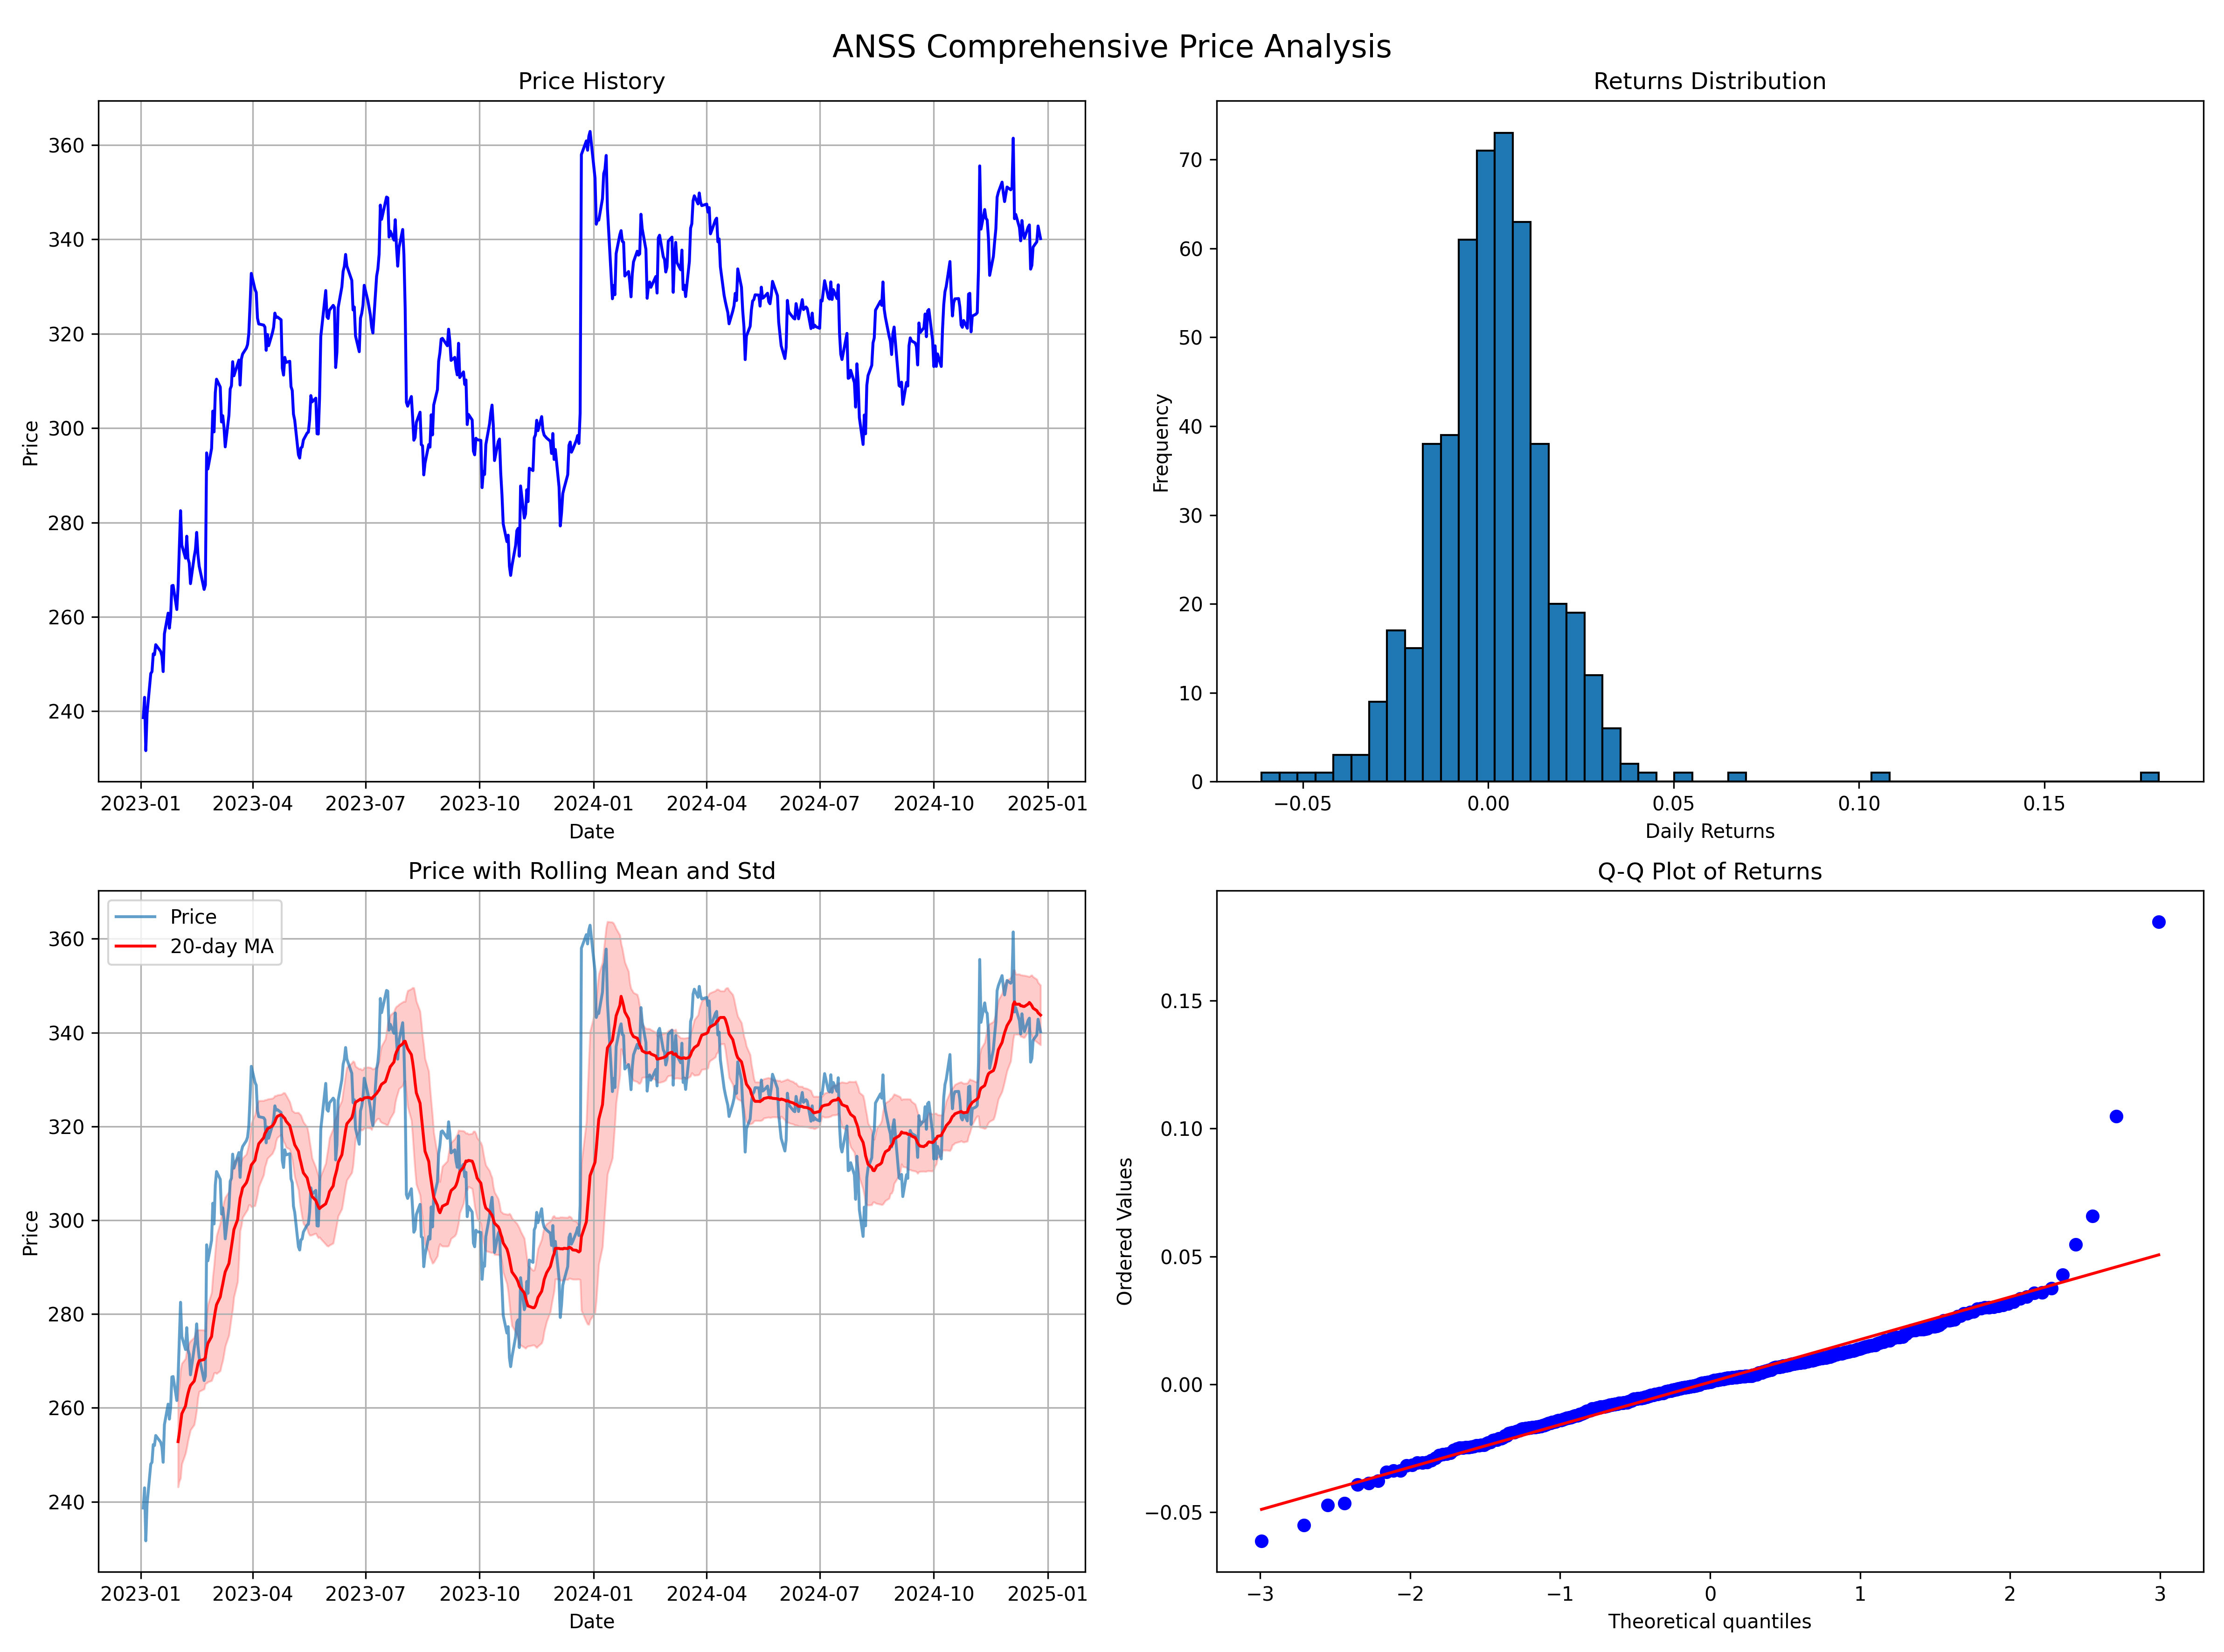 ANSS Comprehensive Price Analysis
Price History
360
340
320
300
280
260
240
Price
2023-01 2023-04 2023-07 2023-10 2024-01 2024-04 2024-07 2024-10 2025-01
Date
Returns Distribution
70
60
50
40
30
20
10
0
Frequency
−0.05 0.00 0.05 0.10 0.15
Daily Returns
Price with Rolling Mean and Std
Price
20-day MA
360
340
320
300
280
260
240
Price
2023-01 2023-04 2023-07 2023-10 2024-01 2024-04 2024-07 2024-10 2025-01
Date
Q-Q Plot of Returns
0.15
0.10
0.05
0.00
−0.05
Ordered Values
−3 −2 −1 0 1 2 3
Theoretical quantiles